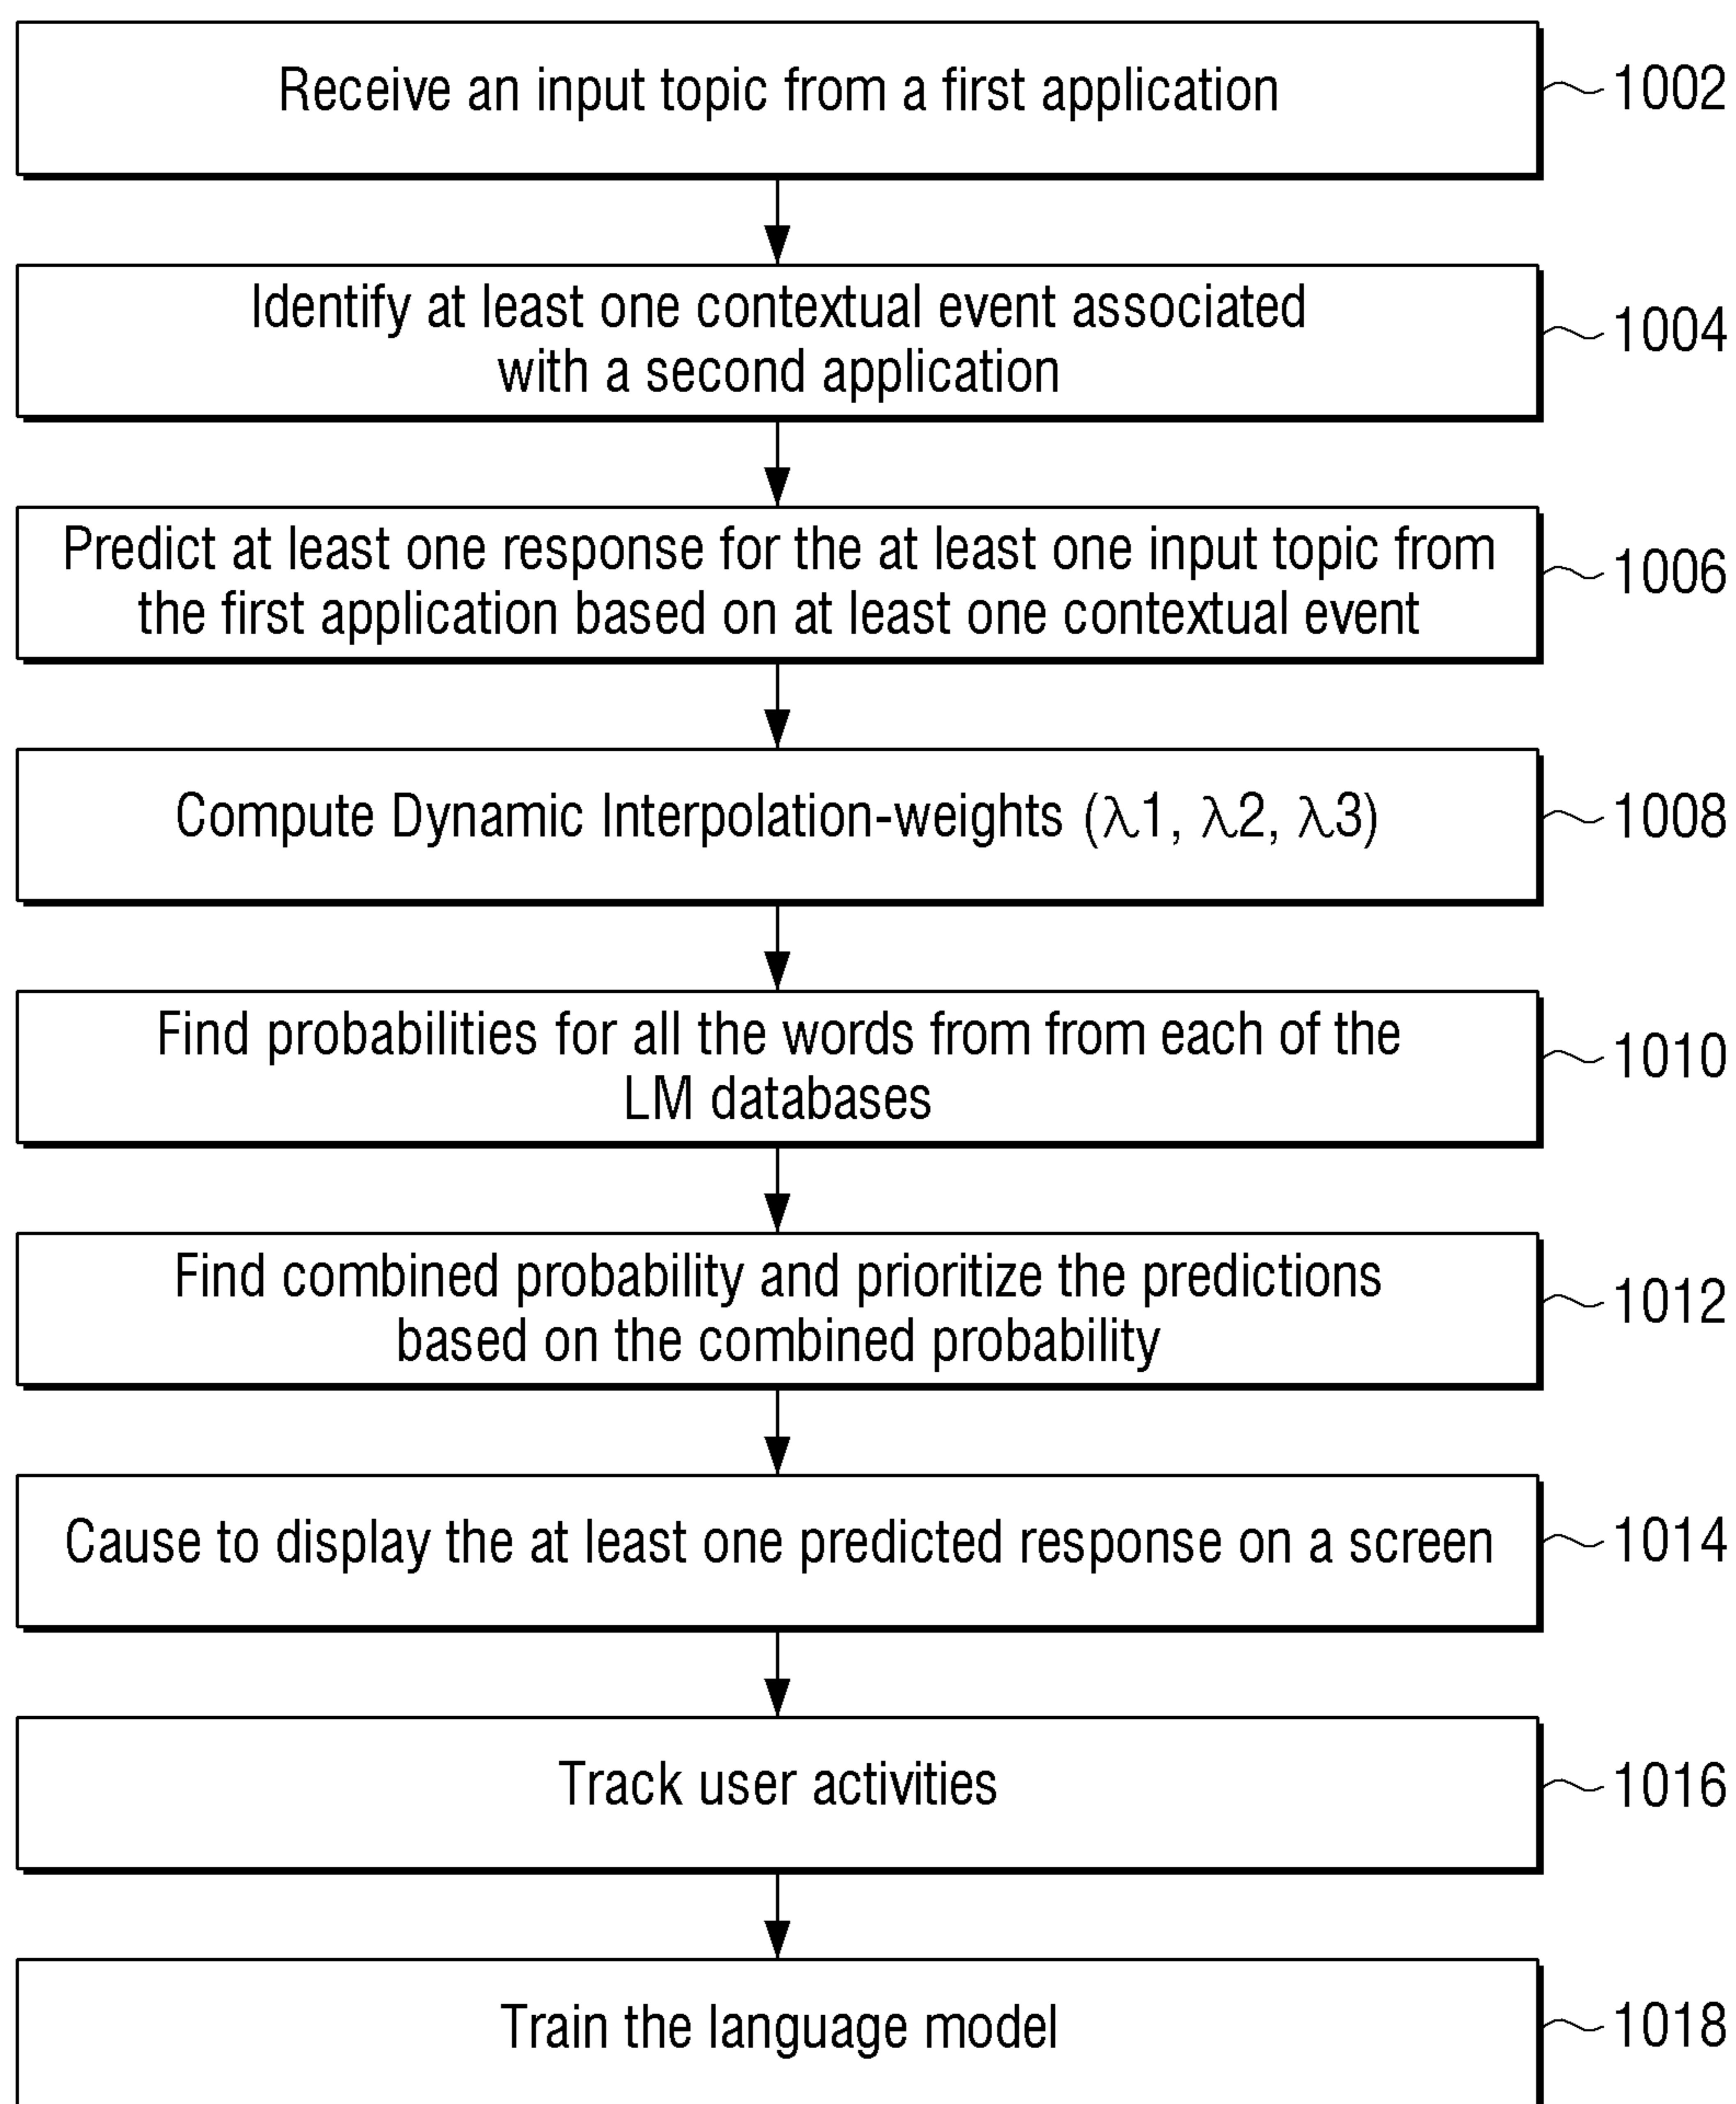 Receive an input topic from a first application
1002
Identify at least one contextual event associated
with a second application
1004
Predict at least one response for the at least one input topic from
the first application based on at least one contextual event
1006
Compute Dynamic Interpolation-weights (λ1, λ2, λ3)
1008
Find probabilities for all the words from from each of the
LM databases
1010
Find combined probability and prioritize the predictions
based on the combined probability
1012
Cause to display the at least one predicted response on a screen
1014
Track user activities
1016
Train the language model
1018